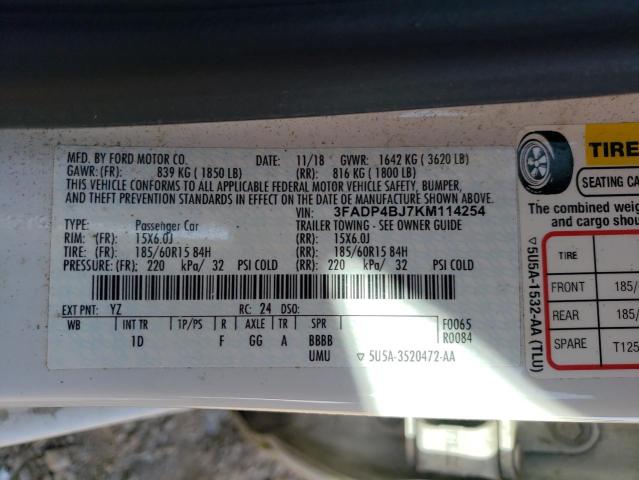 MFD. BY FORD MOTOR CO. DATE: 11/18 GVWR: 1642 KG ( 3620 LB)
GAWR: (FR): 839 KG ( 1850 LB) (RR): 816 KG ( 1800 LB)
THIS VEHICLE CONFORMS TO ALL APPLICABLE FEDERAL MOTOR VEHICLE SAFETY, BUMPER,
AND THEFT PREVENTION STANDARDS IN EFFECT ON THE DATE OF MANUFACTURE SHOWN ABOVE.
VIN: 3FADP4BJ7KM114254
TYPE: Passenger Car TRAILER TOWING - SEE OWNER GUIDE
RIM: (FR): 15X6.0J (RR): 15X6.0J
TIRE: (FR): 185/60R15 84H (RR): 185/60R15 84H
PRESSURE: (FR): 220 kPa/ 32 PSI COLD (RR): 220 kPa/ 32 PSI COLD
EXT PNT: YZ RC: 24 DSO:
WB INT TR 1P/PS R AXLE TR SPR F0065
1D F GG A BBBB R0084
UMU ▽ 5U5A-3520472-AA
▽ 5U5A-1532-AA (TLU)
TIRE
SEATING CA
The combined weig
and cargo shou
TIRE
FRONT 185/
REAR 185/
SPARE T125